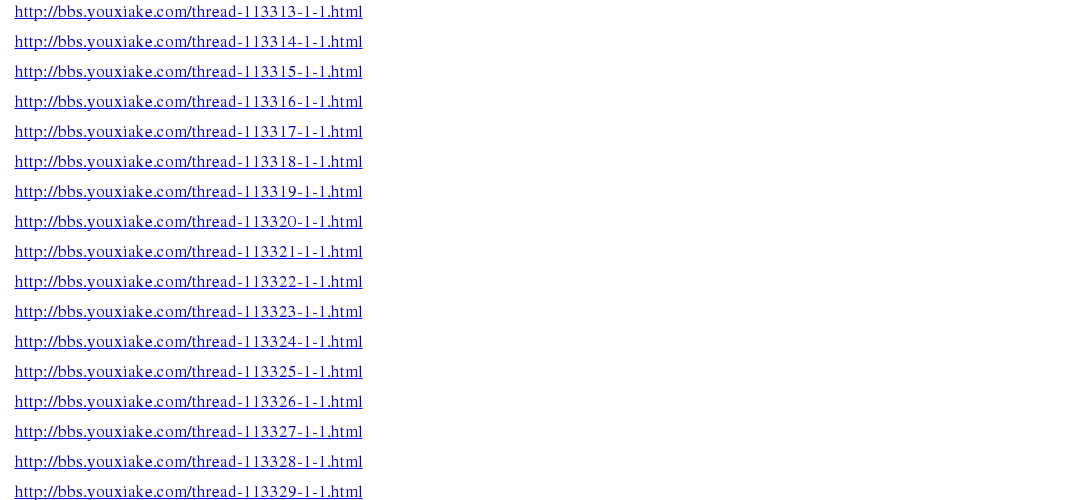 http://bbs.youxiake.com/thread-113313-1-1.html
http://bbs.youxiake.com/thread-113314-1-1.html
http://bbs.youxiake.com/thread-113315-1-1.html
http://bbs.youxiake.com/thread-113316-1-1.html
http://bbs.youxiake.com/thread-113317-1-1.html
http://bbs.youxiake.com/thread-113318-1-1.html
http://bbs.youxiake.com/thread-113319-1-1.html
http://bbs.youxiake.com/thread-113320-1-1.html
http://bbs.youxiake.com/thread-113321-1-1.html
http://bbs.youxiake.com/thread-113322-1-1.html
http://bbs.youxiake.com/thread-113323-1-1.html
http://bbs.youxiake.com/thread-113324-1-1.html
http://bbs.youxiake.com/thread-113325-1-1.html
http://bbs.youxiake.com/thread-113326-1-1.html
http://bbs.youxiake.com/thread-113327-1-1.html
http://bbs.youxiake.com/thread-113328-1-1.html
http://bbs.youxiake.com/thread-113329-1-1.html